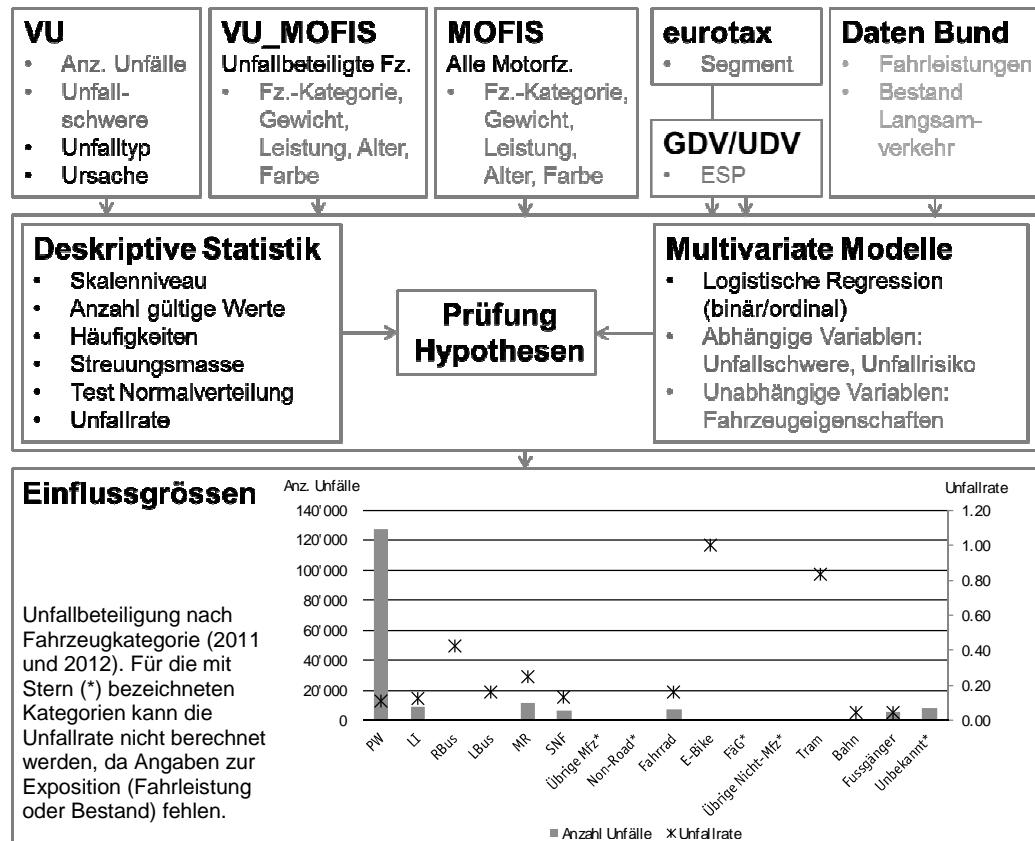 VU
• Anz. Unfälle
• Unfall-
schwere
• Unfalltyp
• Ursache
VU_MOFIS
Unfallbeteiligte Fz.
• Fz.-Kategorie,
Gewicht,
Leistung, Alter,
Farbe
MOFIS
Alle Motorfz.
• Fz.-Kategorie,
Gewicht,
Leistung,
Alter, Farbe
eurotax
• Segment
GDV/UDV
• ESP
Daten Bund
• Fahrleistungen
• Bestand
Langsam-
verkehr
Deskriptive Statistik
• Skalenniveau
• Anzahl gültige Werte
• Häufigkeiten
• Streuungsmasse
• Test Normalverteilung
• Unfallrate
Prüfung
Hypothesen
Multivariate Modelle
• Logistische Regression
(binär/ordinal)
• Abhängige Variablen:
Unfallschwere, Unfallrisiko
• Unabhängige Variablen:
Fahrzeugeigenschaften
Einflussgrössen
Unfallbeteiligung nach
Fahrzeugkategorie (2011
und 2012). Für die mit
Stern (*) bezeichneten
Kategorien kann die
Unfallrate nicht berechnet
werden, da Angaben zur
Exposition (Fahrleistung
oder Bestand) fehlen.
Anz. Unfälle
140'000
120'000
100'000
80'000
60'000
40'000
20'000
0
Unfallrate
1.20
1.00
0.80
0.60
0.40
0.20
0.00
PW
LI
RBus
LBus
MR
SNF
Übrige Mfz*
Non-Road*
Fahrrad
E-Bike
FäG*
Übrige Nicht-Mfz*
Tram
Bahn
Fussgänger
Unbekannt*
Anzahl Unfälle
Unfallrate